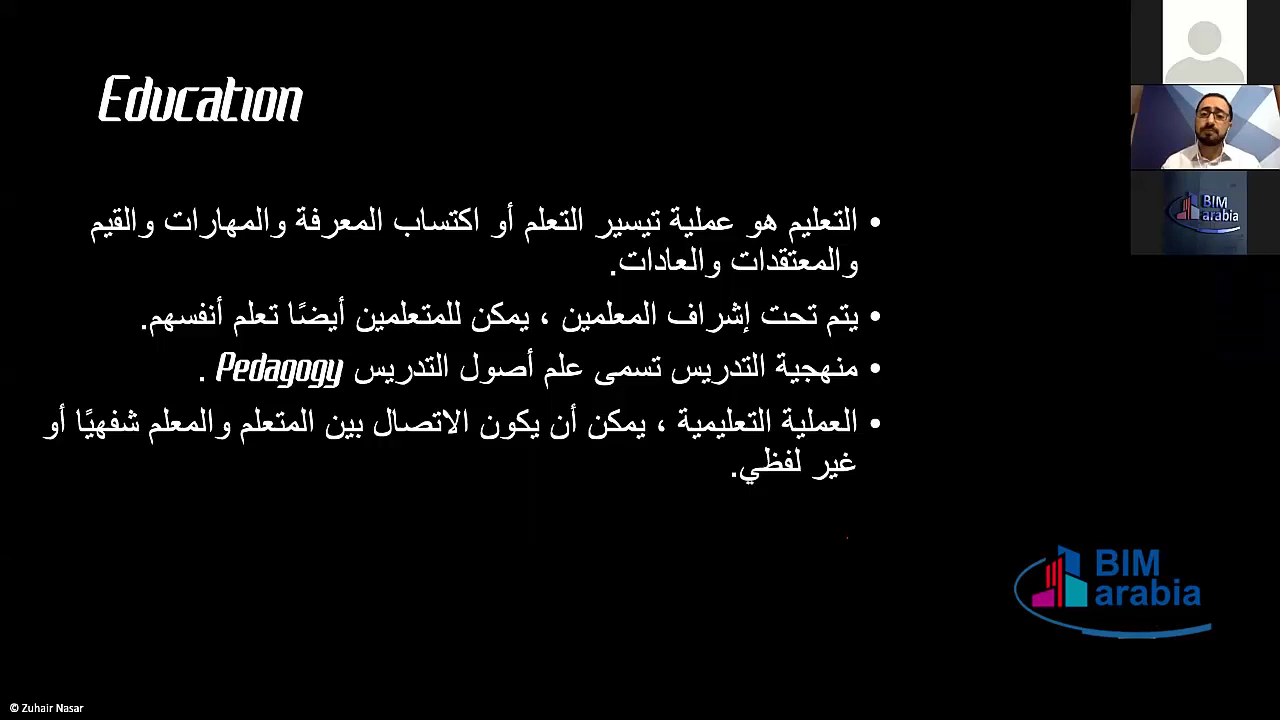 Education
• التعليم هو عملية تيسير التعلم أو اكتساب المعرفة والمهارات والقيم
والمعتقدات والعادات.
• يتم تحت إشراف المعلمين ، يمكن للمتعلمين أيضًا تعلم أنفسهم.
• منهجية التدريس تسمى علم أصول التدريس Pedagogy .
• العملية التعليمية ، يمكن أن يكون الاتصال بين المتعلم والمعلم شفهيًا أو
غير لفظي.
BIM
arabia
BIM
arabia
© Zuhair Nasar